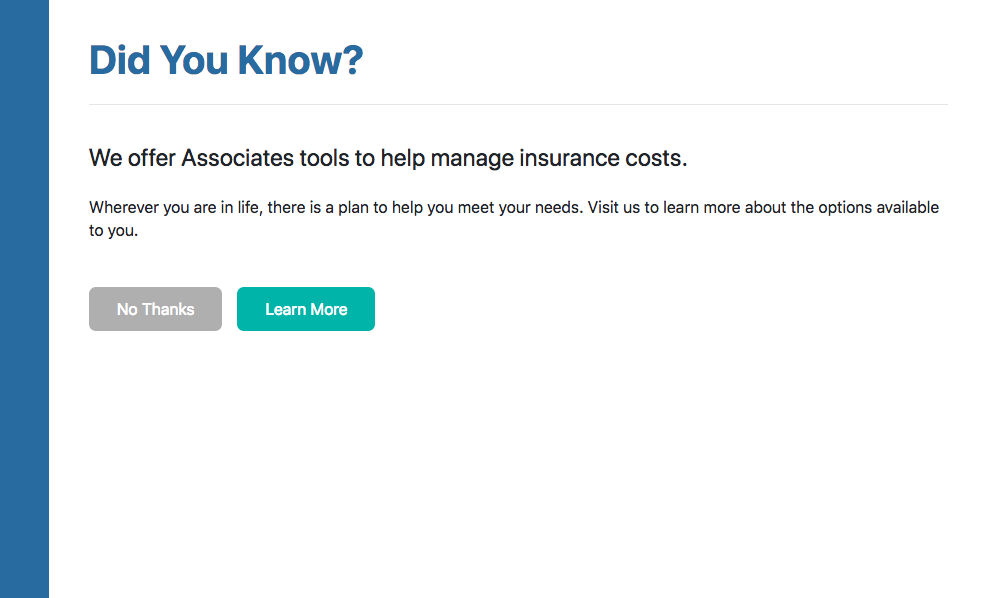 Did You Know?
We offer Associates tools to help manage insurance costs.
Wherever you are in life, there is a plan to help you meet your needs. Visit us to learn more about the options available
to you.
No Thanks
Learn More